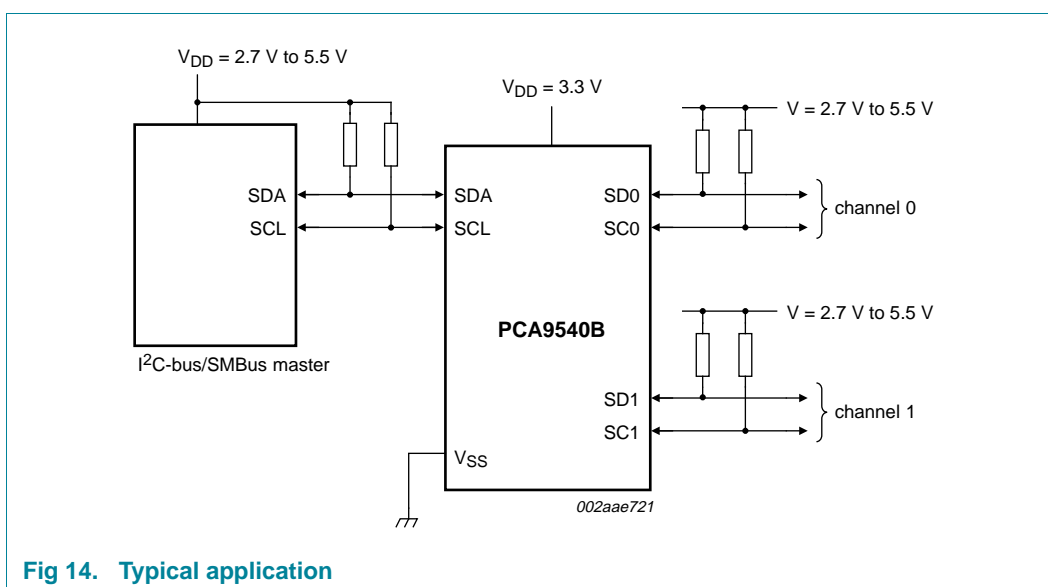 VDD = 2.7 V to 5.5 V
VDD = 3.3 V
V = 2.7 V to 5.5 V
SDA
SCL
SDA
SCL
SD0
SC0
channel 0
V = 2.7 V to 5.5 V
PCA9540B
I2C-bus/SMBus master
SD1
SC1
channel 1
VSS
002aae721
Fig 14. Typical application